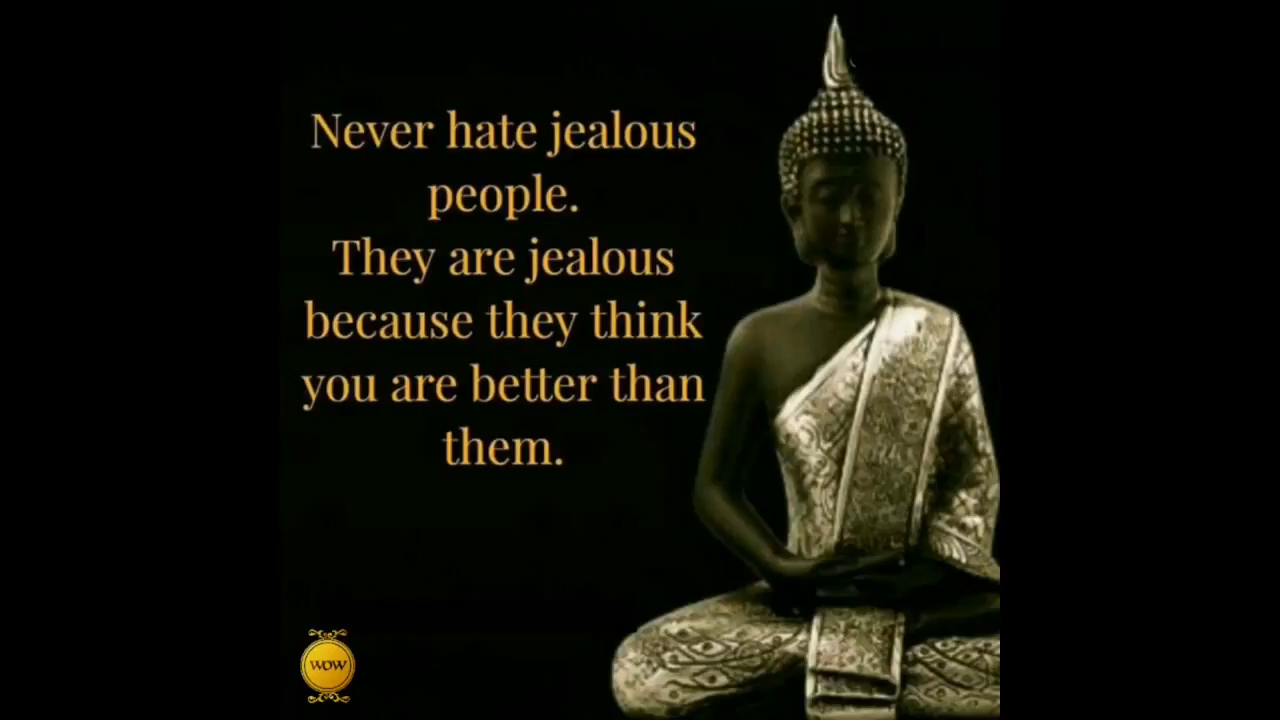 Never hate jealous
people.
They are jealous
because they think
you are better than
them.
WOW